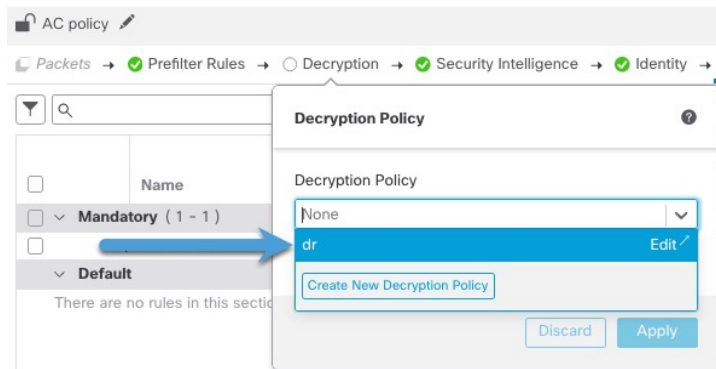 AC policy
Packets → Prefilter Rules → Decryption → Security Intelligence → Identity →
Decryption Policy
Name
Decryption Policy
Mandatory (1 - 1)
None
dr Edit
Default
Create New Decryption Policy
There are no rules in this sectio
Discard Apply